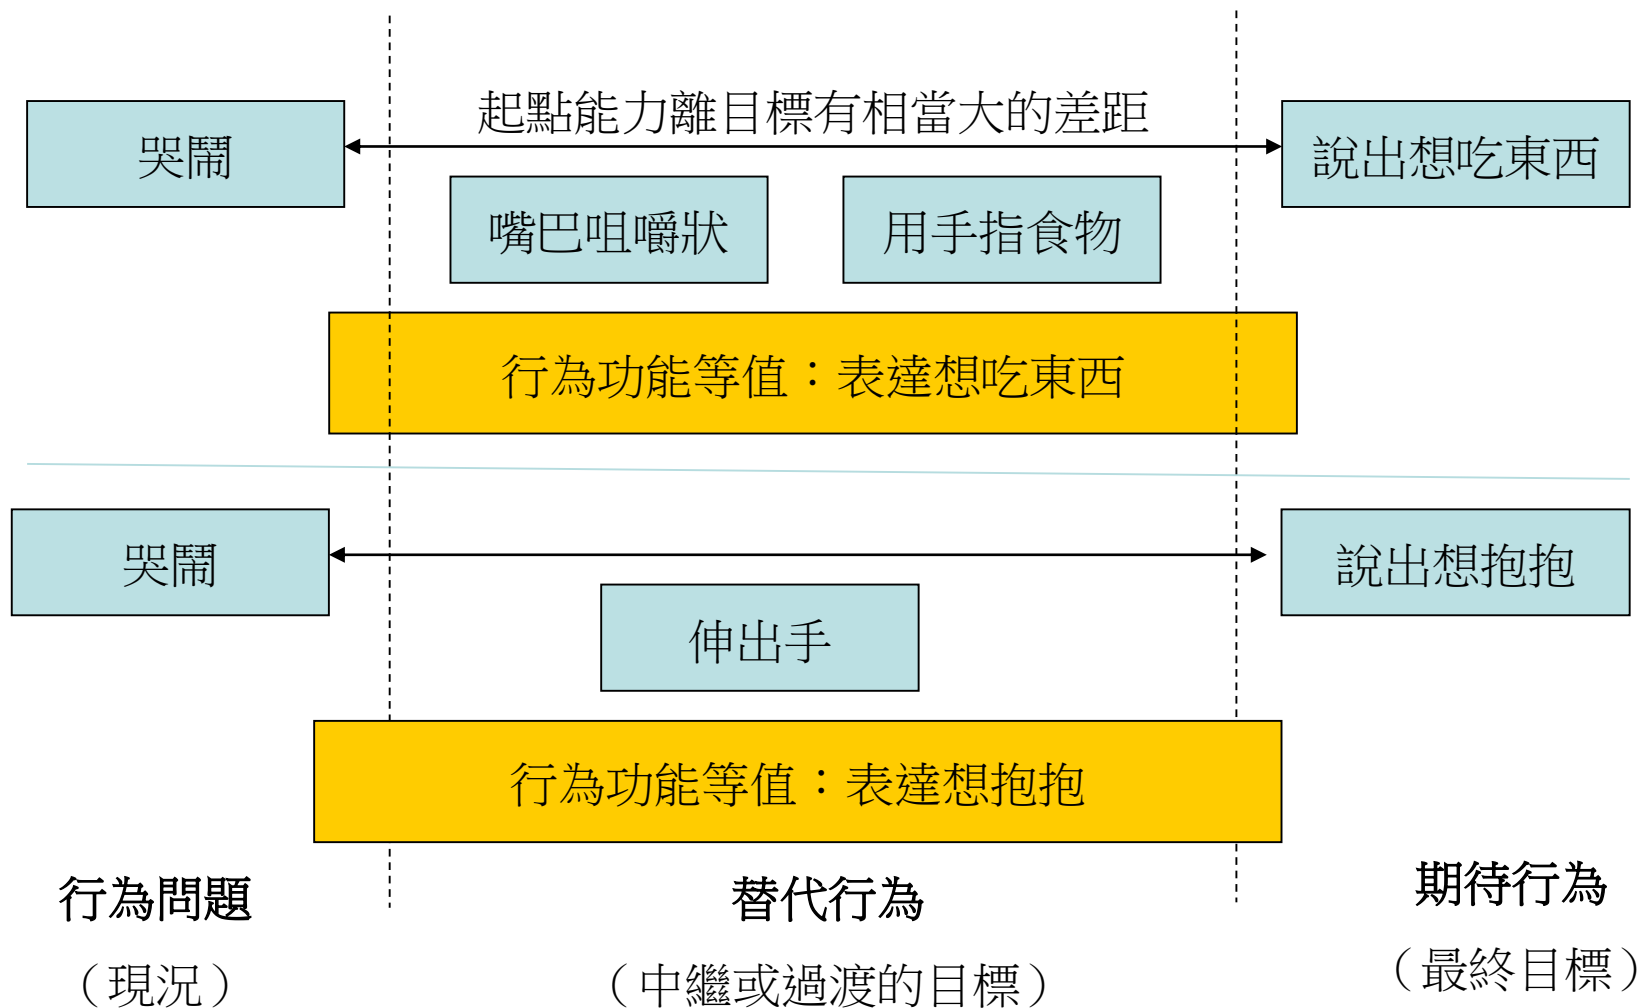 起點能力離目標有相當大的差距
哭鬧
說出想吃東西
嘴巴咀嚼狀
用手指食物
行為功能等值：表達想吃東西
哭鬧
說出想抱抱
伸出手
行為功能等值：表達想抱抱
行為問題
（現況）
替代行為
（中繼或過渡的目標）
期待行為
（最終目標）